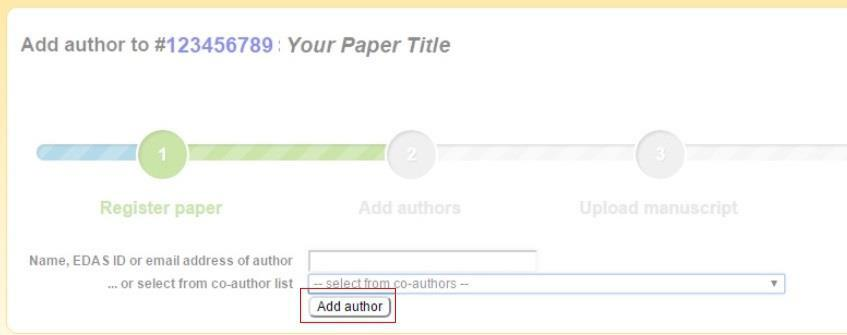 Add author to #123456789 : Your Paper Title
1 2 3
Register paper Add authors Upload manuscript
Name, EDAS ID or email address of author
... or select from co-author list -- select from co-authors --
Add author